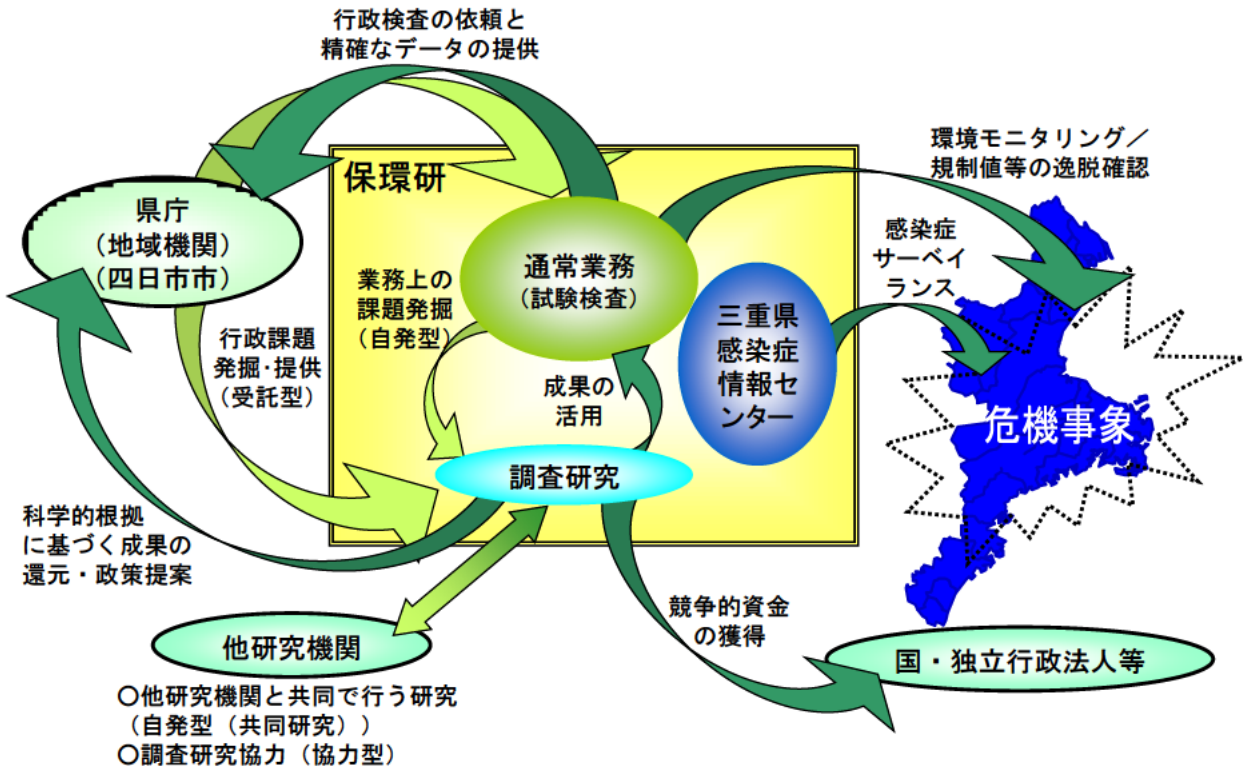 行政検査の依頼と
精確なデータの提供
環境モニタリング／
規制値等の逸脱確認
保環研
県庁
（地域機関）
（四日市市）
通常業務
（試験検査）
感染症
サーベイ
ランス
業務上の
課題発掘
（自発型）
三重県
感染症
情報セ
ンター
行政課題
発掘･提供
（受託型）
成果の
活用
危機事象
調査研究
科学的根拠
に基づく成果の
還元・政策提案
競争的資金
の獲得
他研究機関
国・独立行政法人等
〇他研究機関と共同で行う研究
（自発型（共同研究））
〇調査研究協力（協力型）